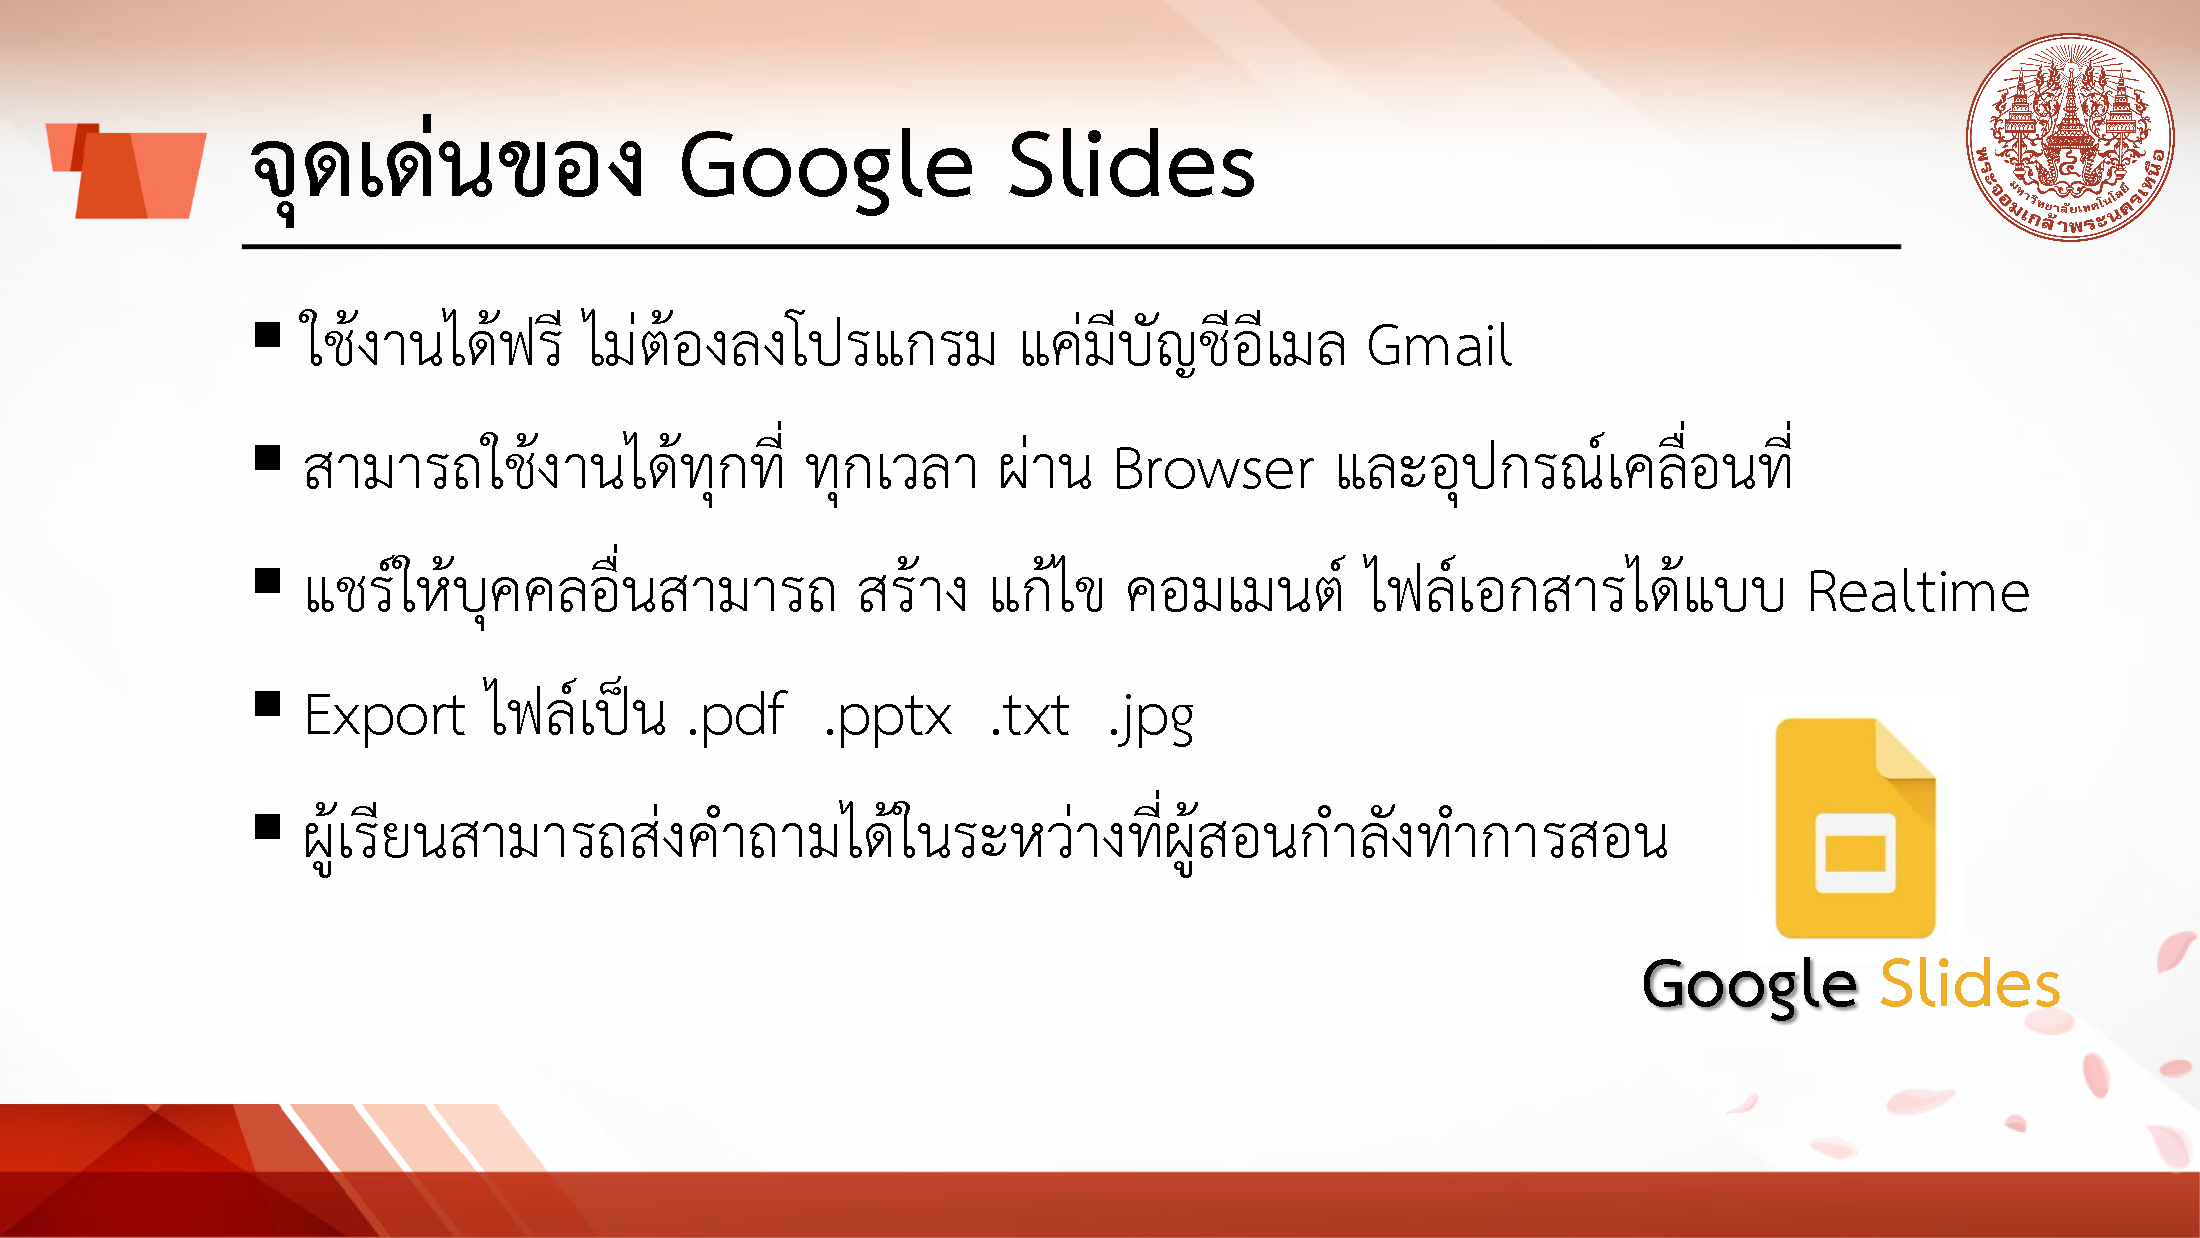 จุดเด่นของ Google Slides
พระจอมเกล้าพระนครเหนือ
มหาวิทยาลัยเทคโนโลยี
▪ ใช้งานได้ฟรี ไม่ต้องลงโปรแกรม แค่มีบัญชีอีเมล Gmail
▪ สามารถใช้งานได้ทุกที่ ทุกเวลา ผ่าน Browser และอุปกรณ์เคลื่อนที่
▪ แชร์ให้บุคคลอื่นสามารถ สร้าง แก้ไข คอมเมนต์ ไฟล์เอกสารได้แบบ Realtime
▪ Export ไฟล์เป็น .pdf .pptx .txt .jpg
▪ ผู้เรียนสามารถส่งคำถามได้ในระหว่างที่ผู้สอนกำลังทำการสอน
Google Slides